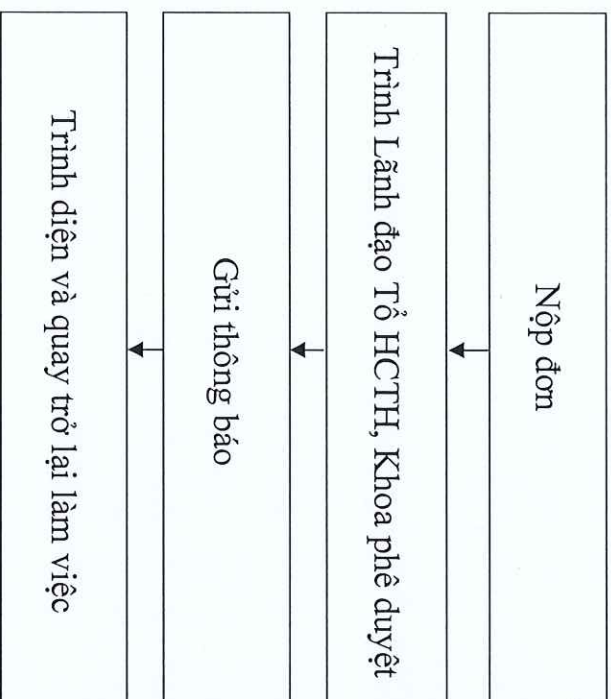 Nộp đơn
Trình Lãnh đạo Tổ HCTH, Khoa phê duyệt
Gửi thông báo
Trình diện và quay trở lại làm việc